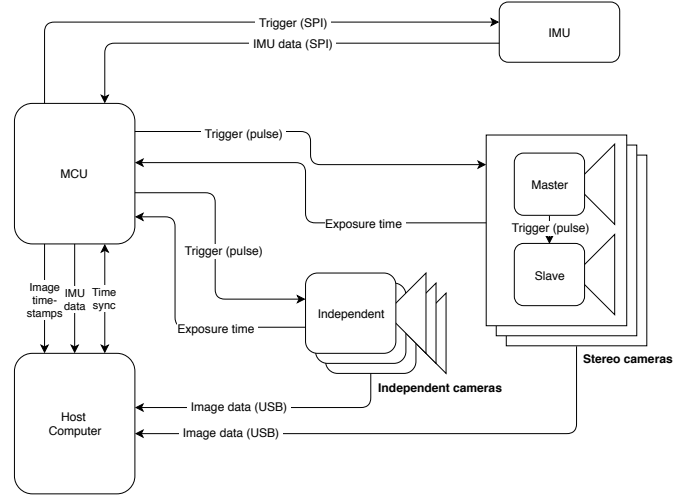 Trigger (SPI)
IMU
IMU data (SPI)
Trigger (pulse)
MCU
Master
Exposure time
Trigger (pulse)
Trigger (pulse)
Slave
Image
time-
stamps
IMU
data
Time
sync
Independent
Exposure time
Stereo cameras
Independent cameras
Image data (USB)
Host
Computer
Image data (USB)